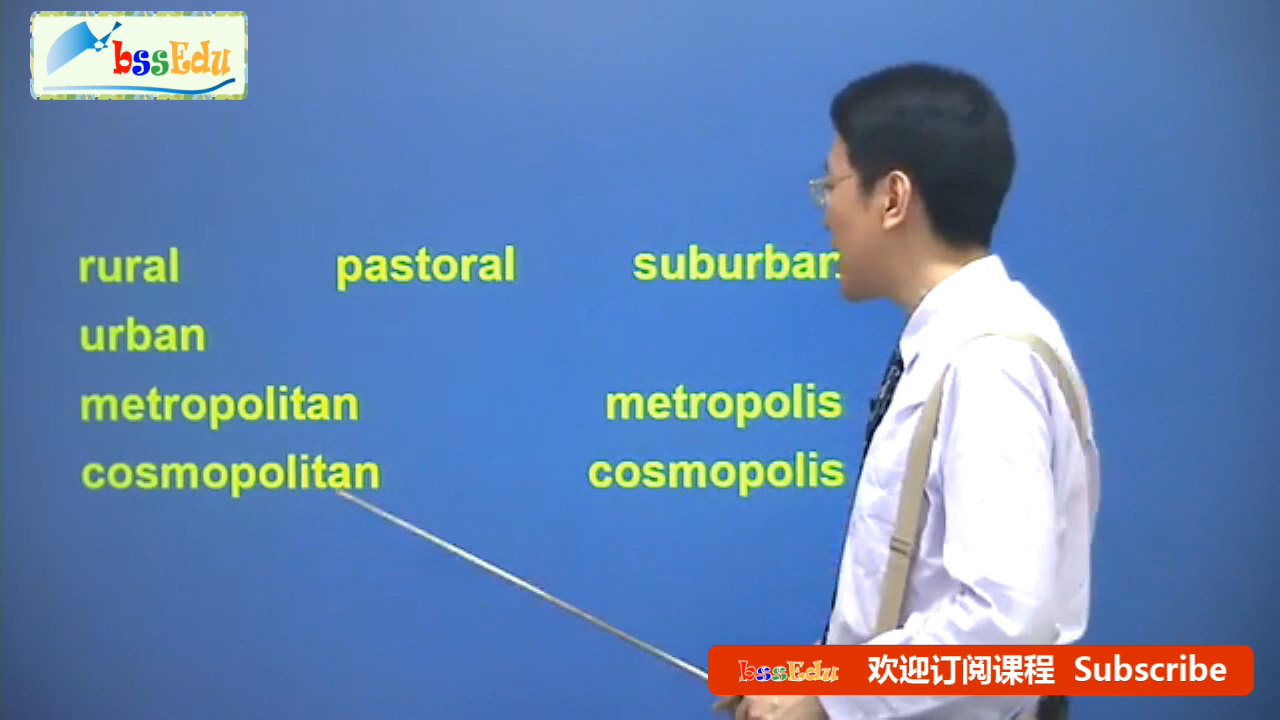 bssEdu
rural pastoral suburban
urban
metropolitan metropolis
cosmopolitan cosmopolis
bssEdu 欢迎订阅课程 Subscribe